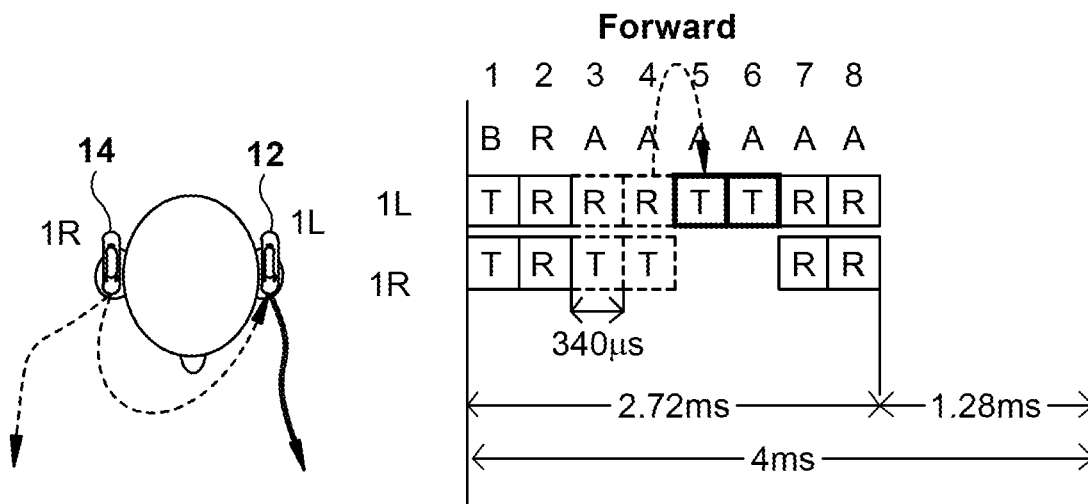 Forward
1 2 3 4 5 6 7 8
B R A A A A A A
14 12
1R 1L
1L T R R R T T R R
1R T R T T R R
340μs
2.72ms 1.28ms
4ms